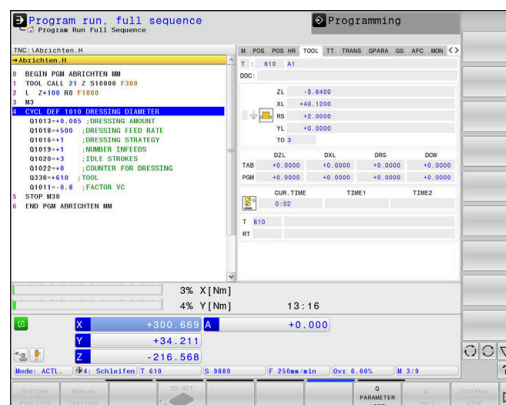 Program run, full sequence
Programming
Program Run Full Sequence
TNC:\Abrichten.H
→Abrichten.H
0 BEGIN PGM ABRICHTEN MM
1 TOOL CALL 21 Z S10000 F300
2 L Z+100 R0 F1000
3 M3
4 CYCL DEF 1010 DRESSING DIAMETER
Q1013=+0.005 ;DRESSING AMOUNT
Q1018=+500 ;DRESSING FEED RATE
Q1016=+1 ;DRESSING STRATEGY
Q1019=+1 ;NUMBER INFEEDS
Q1020=+3 ;IDLE STROKES
Q1022=+0 ;COUNTER FOR DRESSING
Q330=+610 ;TOOL
Q1011=-0.8 ;FACTOR VC
5 STOP M30
6 END PGM ABRICHTEN MM
M POS POS HR TOOL TT TRANS QPARA GS AFC MON
T : 610 A1
DOC:
ZL -5.6400
XL +40.1200
RS +2.0000
YL +0.0000
TO 3
DZL DXL DRS DCW
TAB +0.0000 +0.0000 +0.0000 +0.0000
PGM +0.0000 +0.0000 +0.0000 +0.0000
CUR.TIME TIME1 TIME2
0:02
T 610
RT
3% X[Nm]
4% Y[Nm] 13:16
X +300.669 A +0.000
Y +34.211
Z -216.568
Mode: ACTL. 4: Schleifen T 610 S 9889 F 250mm/min Ovr 0.00% M 3/9
RESTORE
MANUAL
3D-ROT
Q
PARAMETER
INTERNAL